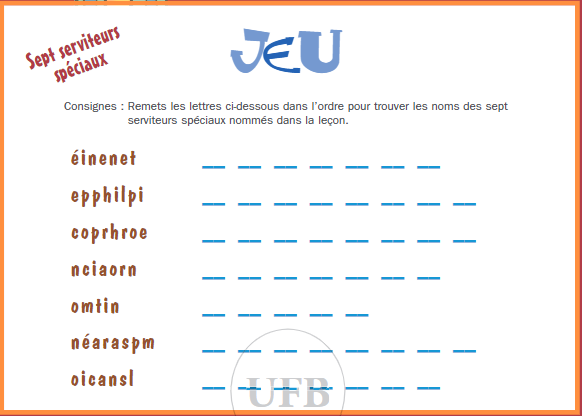 Sept serviteurs
spéciaux
JEU
Consignes : Remets les lettres ci-dessous dans l'ordre pour trouver les noms des sept
serviteurs spéciaux nommés dans la leçon.
éinenet
epphilpi
coprhroe
nciaorn
omtin
néaraspm
oicansl
UFB